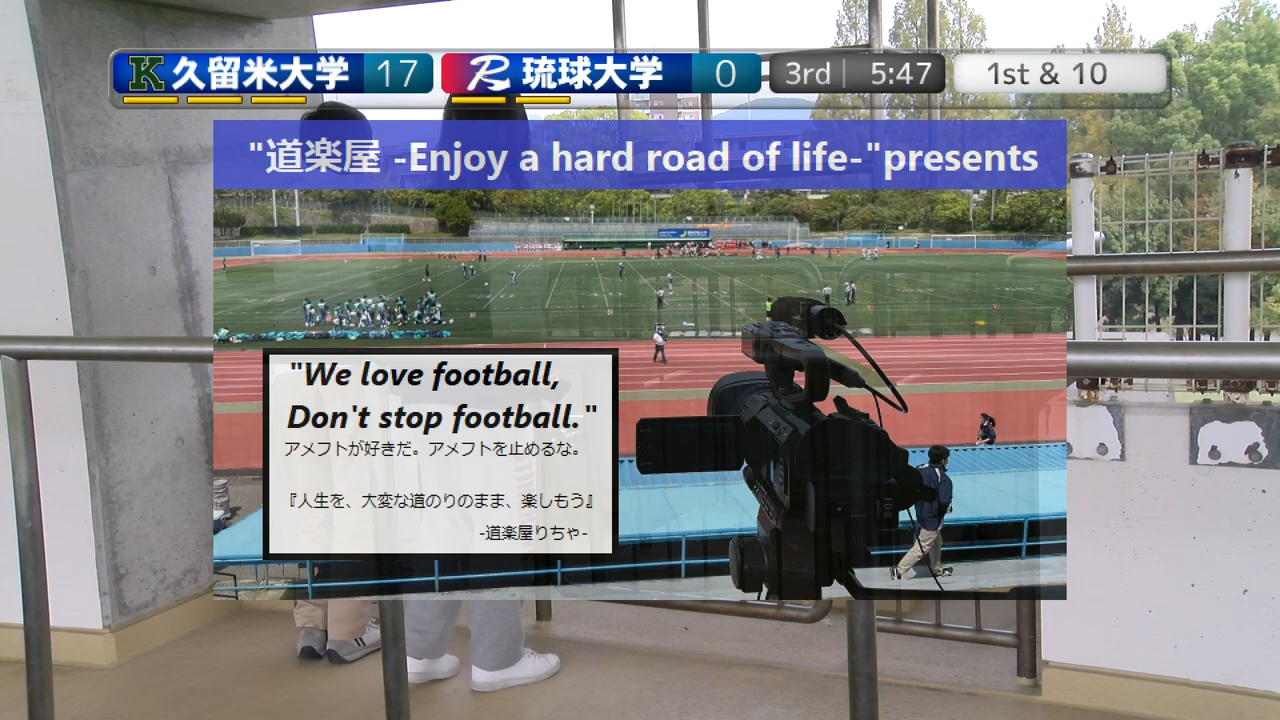 K 久留米大学 17 R 琉球大学 0 3rd 5:47 1st & 10
"道楽屋 -Enjoy a hard road of life-"presents
"We love football,
Don't stop football."
アメフトが好きだ。アメフトを止めるな。
『人生を、大変な道のりのまま、楽しもう』
-道楽屋りちゃ-